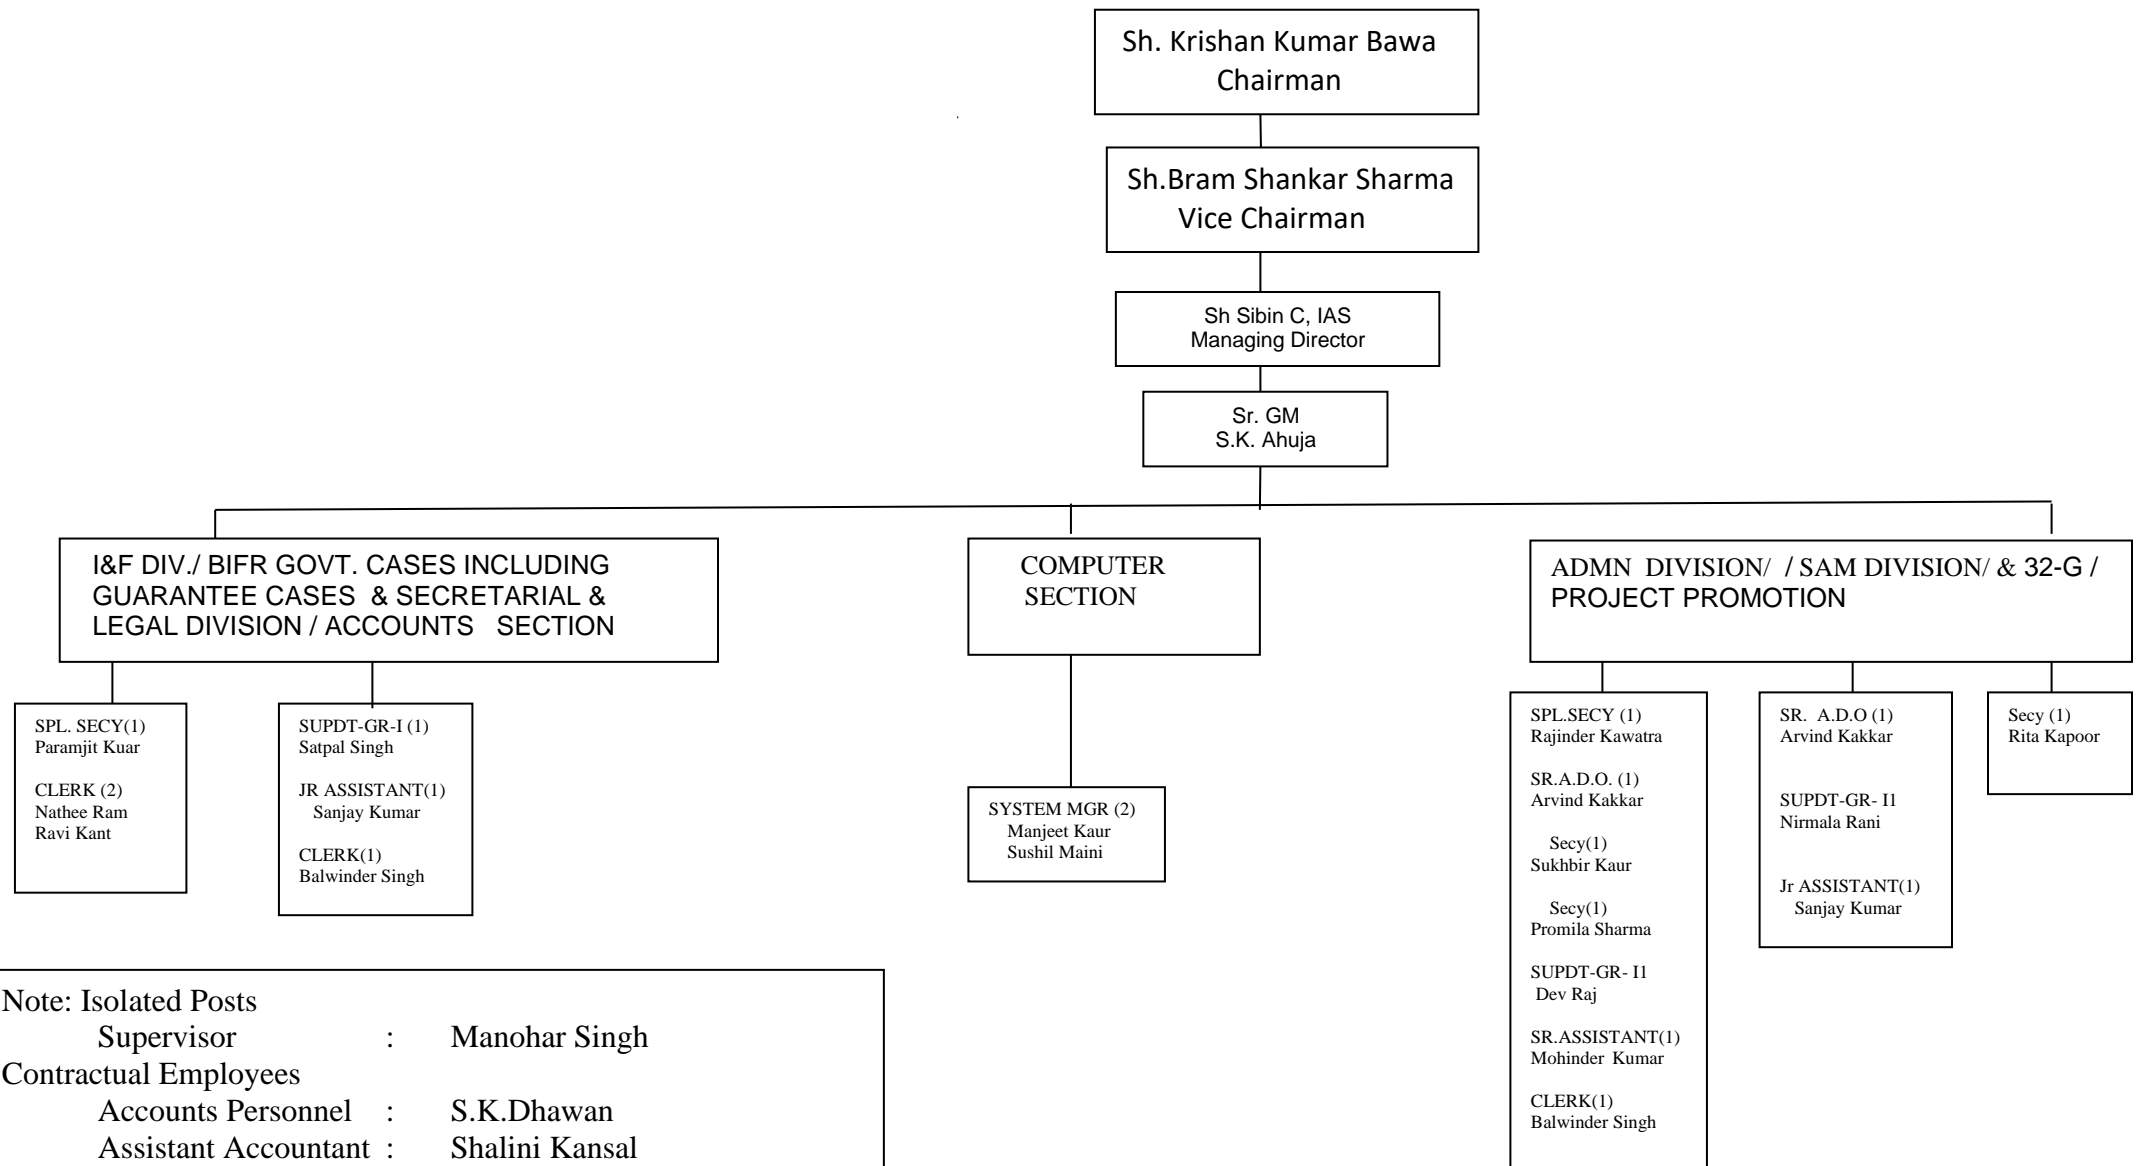 Sh. Krishan Kumar Bawa
Chairman
Sh.Bram Shankar Sharma
Vice Chairman
Sh Sibin C, IAS
Managing Director
Sr. GM
S.K. Ahuja
I&F DIV./ BIFR GOVT. CASES INCLUDING
GUARANTEE CASES & SECRETARIAL &
LEGAL DIVISION / ACCOUNTS SECTION
COMPUTER
SECTION
ADMN DIVISION/ / SAM DIVISION/ & 32-G /
PROJECT PROMOTION
SPL. SECY(1)
Paramjit Kuar
CLERK (2)
Nathee Ram
Ravi Kant
SUPDT-GR-I (1)
Satpal Singh
JR ASSISTANT(1)
Sanjay Kumar
CLERK(1)
Balwinder Singh
SYSTEM MGR (2)
Manjeet Kaur
Sushil Maini
SPL.SECY (1)
Rajinder Kawatra
SR.A.D.O. (1)
Arvind Kakkar
Secy(1)
Sukhbir Kaur
Secy(1)
Promila Sharma
SUPDT-GR- I1
Dev Raj
SR.ASSISTANT(1)
Mohinder Kumar
CLERK(1)
Balwinder Singh
SR. A.D.O (1)
Arvind Kakkar
SUPDT-GR- I1
Nirmala Rani
Jr ASSISTANT(1)
Sanjay Kumar
Secy (1)
Rita Kapoor
Note: Isolated Posts
Supervisor : Manohar Singh
Contractual Employees
Accounts Personnel : S.K.Dhawan
Assistant Accountant : Shalini Kansal